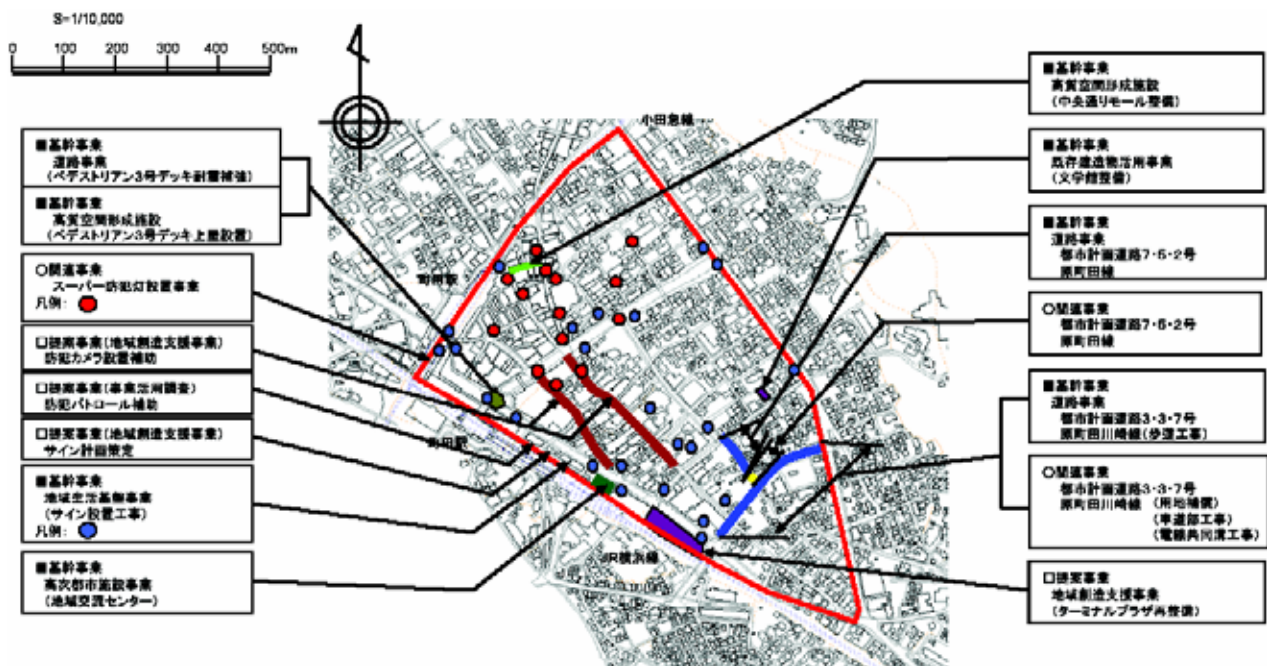 S=1/10,000
0 100 200 300 400 500m
■基幹事業
道路事業
(ペデストリアン3号デッキ耐震補強)
■基幹事業
高質空間形成施設
(ペデストリアン3号デッキ上屋設置)
○関連事業
スーパー防犯灯設置事業
凡例:
□提案事業(地域創造支援事業)
防犯カメラ設置補助
□提案事業(事業活用調査)
防犯パトロール補助
□提案事業(地域創造支援事業)
サイン計画策定
■基幹事業
地域生活基盤事業
(サイン設置工事)
凡例:
■基幹事業
高次都市施設事業
(地域交流センター)
小田急線
町田駅
町田駅
JR横浜線
■基幹事業
高質空間形成施設
(中央通りモール整備)
■基幹事業
既存建造物活用事業
(文学館整備)
■基幹事業
道路事業
都市計画道路7・5・2号
原町田線
○関連事業
都市計画道路7・5・2号
原町田線
■基幹事業
道路事業
都市計画道路3・3・7号
原町田川崎線(歩道工事)
○関連事業
都市計画道路3・3・7号
原町田川崎線 (用地補償)
(車道部工事)
(電線共同溝工事)
□提案事業
地域創造支援事業
(ターミナルプラザ再整備)